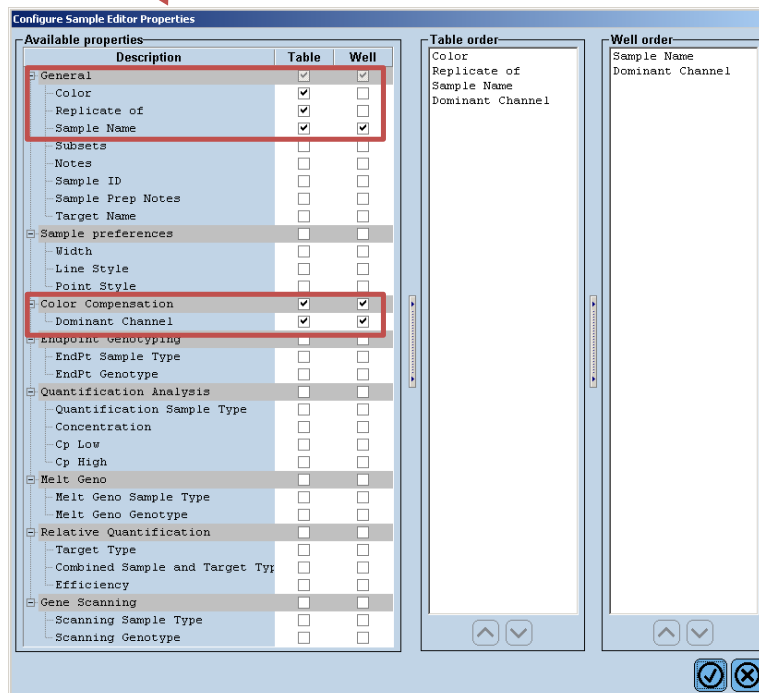 Configure Sample Editor Properties
Available properties
Description Table Well
General
Color
Replicate of
Sample Name
Subsets
Notes
Sample ID
Sample Prep Notes
Target Name
Sample preferences
Width
Line Style
Point Style
Color Compensation
Dominant Channel
Endpoint Genotyping
EndPt Sample Type
EndPt Genotype
Quantification Analysis
Quantification Sample Type
Concentration
Cp Low
Cp High
Melt Geno
Melt Geno Sample Type
Melt Geno Genotype
Relative Quantification
Target Type
Combined Sample and Target Typ
Efficiency
Gene Scanning
Scanning Sample Type
Scanning Genotype
Table order
Color
Replicate of
Sample Name
Dominant Channel
Well order
Sample Name
Dominant Channel